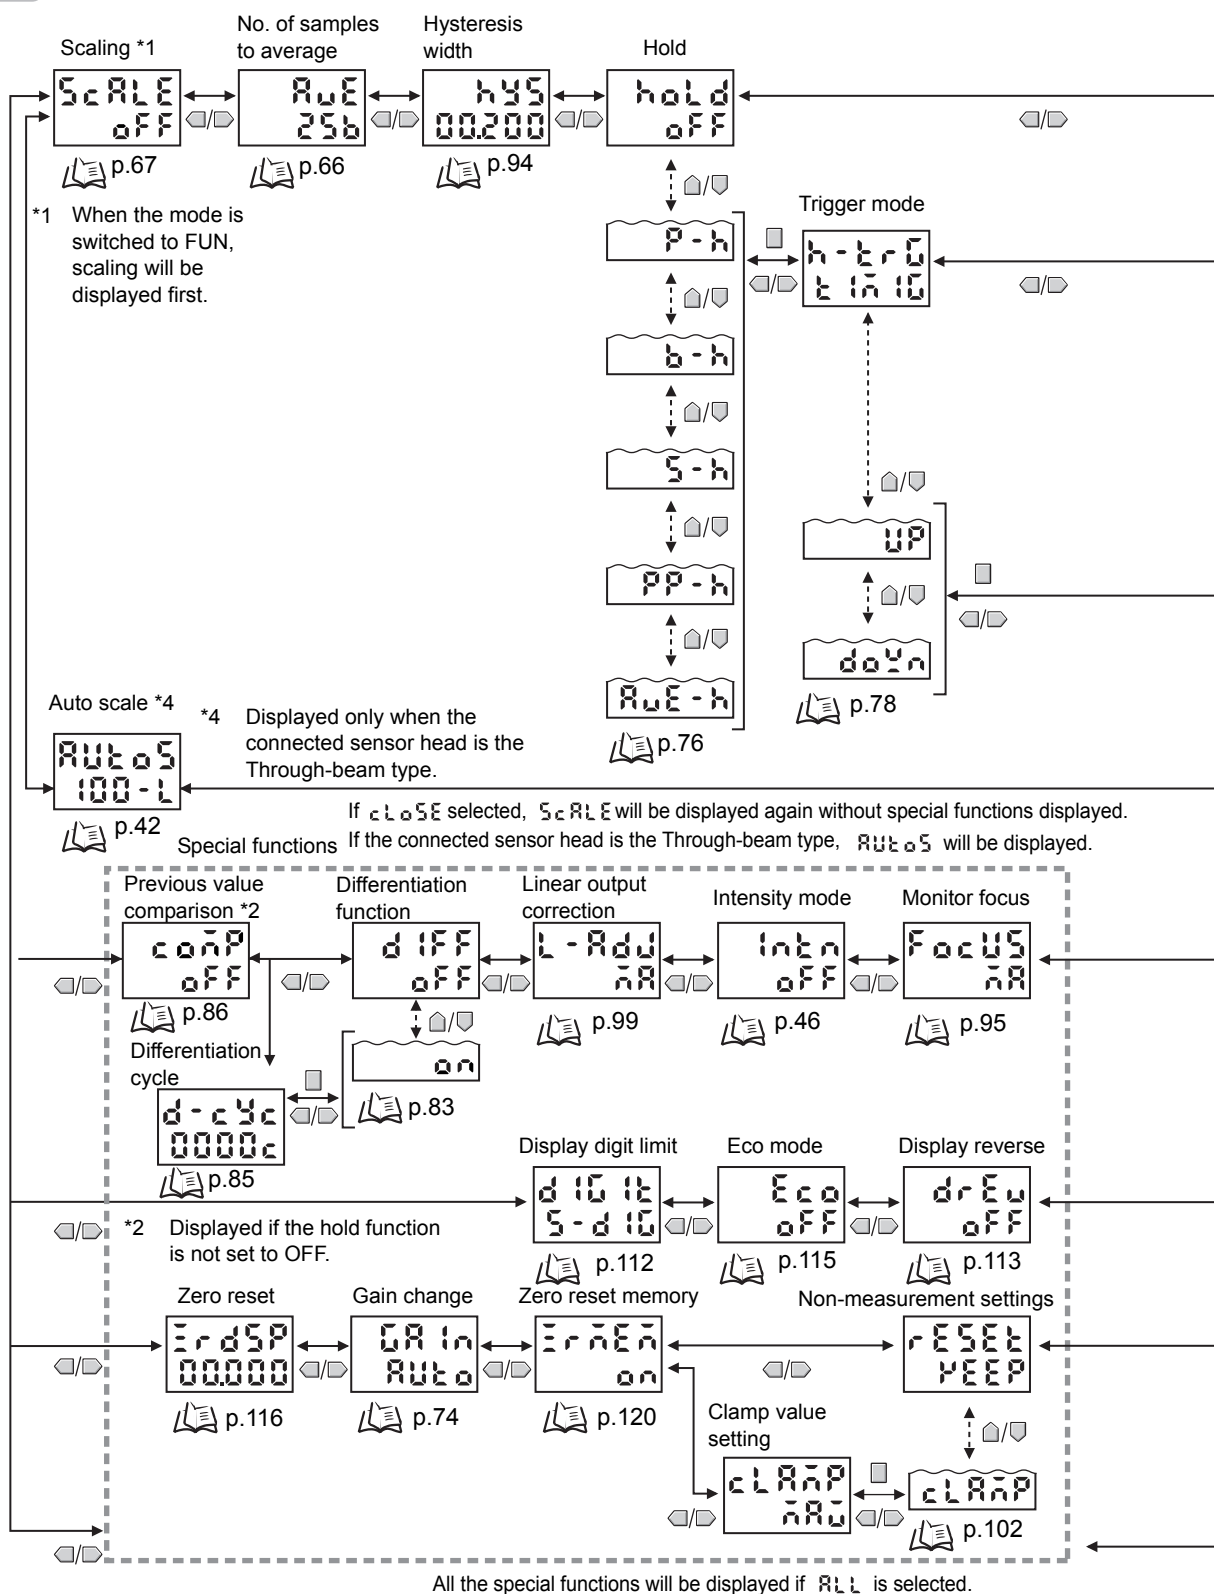 Scaling *1
No. of samples
to average
Hysteresis
width
Hold
ScALE
oFF
AvE
256
hYS
00.200
hoLd
oFF
p.67
p.66
p.94
*1 When the mode is
switched to FUN,
scaling will be
displayed first.
P-h
b-h
S-h
PP-h
AvE-h
p.76
Trigger mode
h-trG
tImIG
UP
doWn
p.78
Auto scale *4
AUtoS
100-L
p.42
*4 Displayed only when the
connected sensor head is the
Through-beam type.
If cLoSE selected, ScALE will be displayed again without special functions displayed.
If the connected sensor head is the Through-beam type, AUtoS will be displayed.
Special functions
Previous value
comparison *2
Differentiation
function
Linear output
correction
Intensity mode
Monitor focus
comP
oFF
dIFF
oFF
L-AdJ
mA
Intn
oFF
FocUS
mA
p.86
on
p.83
p.99
p.46
p.95
Differentiation
cycle
d-cYc
0000c
p.85
Display digit limit
Eco mode
Display reverse
dIGIt
S-dIG
Eco
oFF
drEv
oFF
p.112
p.115
p.113
*2 Displayed if the hold function
is not set to OFF.
Zero reset
Gain change
Zero reset memory
Non-measurement settings
ZrdSP
00.000
GAIn
AUto
ZrmEm
on
rESEt
KEEP
p.116
p.74
p.120
Clamp value
setting
cLAmP
mAv
cLAmP
p.102
All the special functions will be displayed if ALL is selected.